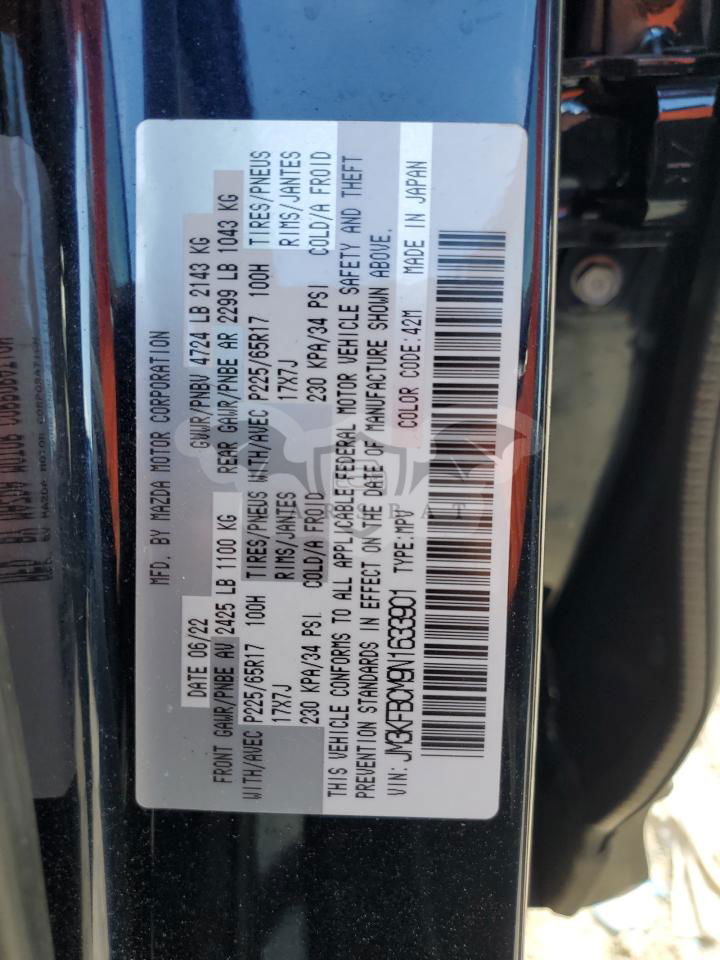 MFD. BY MAZDA MOTOR CORPORATION
DATE 06/22 GVWR/PNBV 4724 LB 2143 KG
FRONT GAWR/PNBE AV 2425 LB 1100 KG REAR GAWR/PNBE AR 2299 LB 1043 KG
WITH/AVEC P225/65R17 100H TIRES/PNEUS WITH/AVEC P225/65R17 100H TIRES/PNEUS
17X7J RIMS/JANTES 17X7J RIMS/JANTES
230 KPA/34 PSI. COLD/A FROID 230 KPA/34 PSI COLD/A FROID
THIS VEHICLE CONFORMS TO ALL APPLICABLE FEDERAL MOTOR VEHICLE SAFETY AND THEFT
PREVENTION STANDARDS IN EFFECT ON THE DATE OF MANUFACTURE SHOWN ABOVE.
VIN: JM3KFBCM9N1633901 TYPE:MPV COLOR CODE:42M MADE IN JAPAN